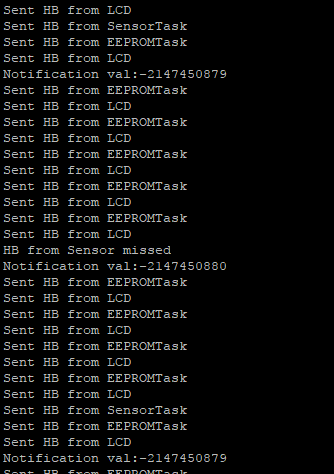 Sent HB from LCD
Sent HB from SensorTask
Sent HB from EEPROMTask
Sent HB from LCD
Notification val:-2147450879
Sent HB from EEPROMTask
Sent HB from LCD
Sent HB from EEPROMTask
Sent HB from LCD
Sent HB from EEPROMTask
Sent HB from LCD
Sent HB from EEPROMTask
Sent HB from LCD
Sent HB from EEPROMTask
Sent HB from LCD
HB from Sensor missed
Notification val:-2147450880
Sent HB from EEPROMTask
Sent HB from LCD
Sent HB from EEPROMTask
Sent HB from LCD
Sent HB from EEPROMTask
Sent HB from LCD
Sent HB from EEPROMTask
Sent HB from LCD
Sent HB from SensorTask
Sent HB from EEPROMTask
Sent HB from LCD
Notification val:-2147450879
Sent HB from EEPROMTask